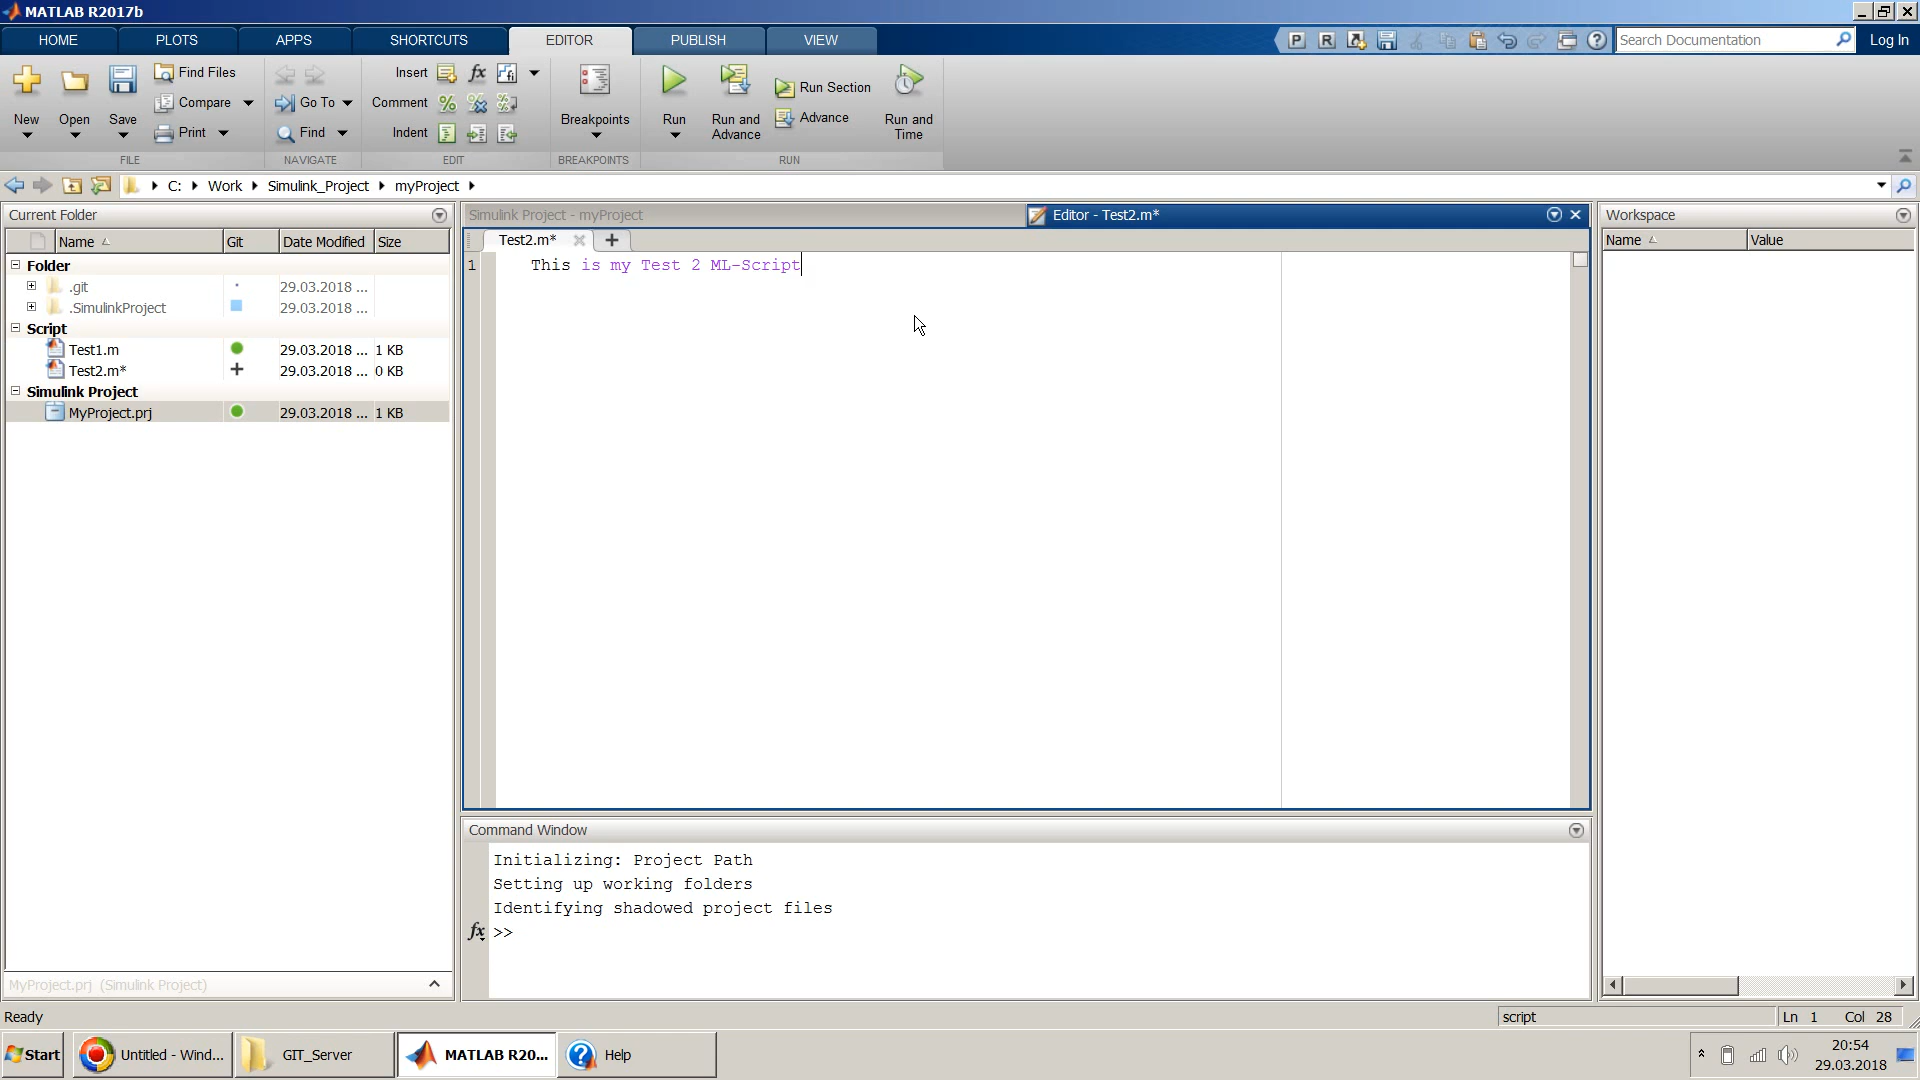 MATLAB R2017b
HOME PLOTS APPS SHORTCUTS EDITOR PUBLISH VIEW Search Documentation Log In
New Open Save Find Files Compare Print
Go To Find
Insert Comment Indent
Breakpoints
Run Run and Advance Run Section Advance Run and Time
FILE NAVIGATE EDIT BREAKPOINTS RUN
C: Work Simulink_Project myProject
Current Folder
Name Git Date Modified Size
Folder
.git 29.03.2018 ...
.SimulinkProject 29.03.2018 ...
Script
Test1.m 29.03.2018 ... 1 KB
Test2.m* 29.03.2018 ... 0 KB
Simulink Project
MyProject.prj 29.03.2018 ... 1 KB
MyProject.prj (Simulink Project)
Simulink Project - myProject
Editor - Test2.m*
Test2.m*
1 This is my Test 2 ML-Script
Command Window
Initializing: Project Path
Setting up working folders
Identifying shadowed project files
fx >>
Workspace
Name Value
Ready script Ln 1 Col 28
Start Untitled - Wind... GIT_Server MATLAB R20... Help
20:54
29.03.2018